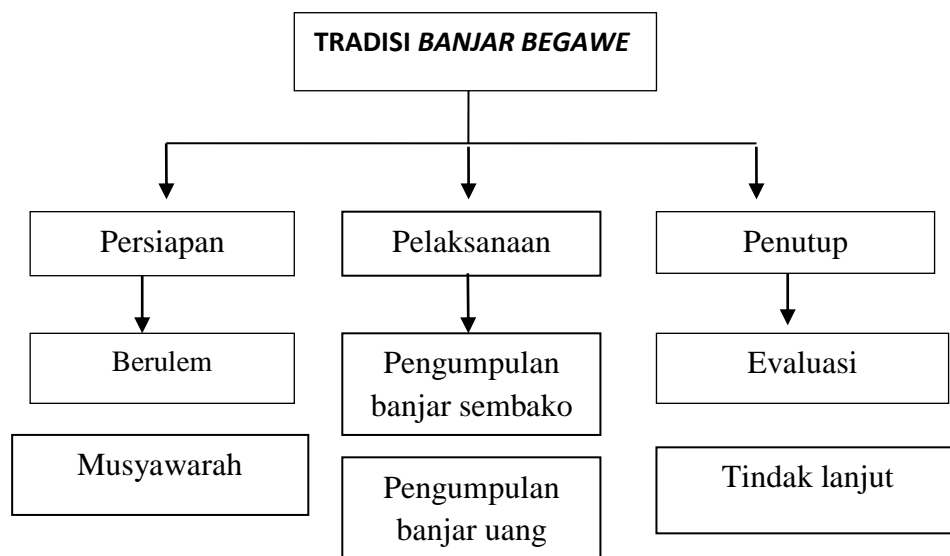 TRADISI BANJAR BEGAWE
Persiapan
Pelaksanaan
Penutup
Berulem
Pengumpulan
banjar sembako
Evaluasi
Musyawarah
Pengumpulan
banjar uang
Tindak lanjut